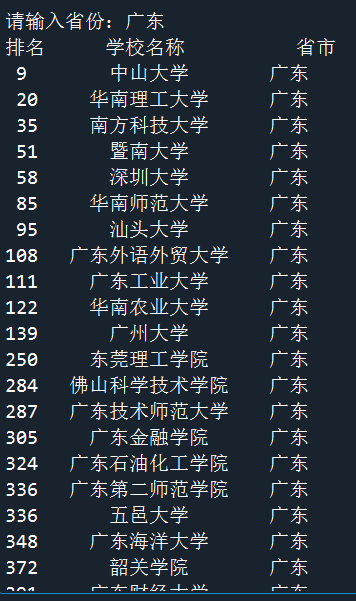 请输入省份：广东
排名 学校名称 省市
9 中山大学 广东
20 华南理工大学 广东
35 南方科技大学 广东
51 暨南大学 广东
58 深圳大学 广东
85 华南师范大学 广东
95 汕头大学 广东
108 广东外语外贸大学 广东
111 广东工业大学 广东
122 华南农业大学 广东
139 广州大学 广东
250 东莞理工学院 广东
284 佛山科学技术学院 广东
287 广东技术师范大学 广东
305 广东金融学院 广东
324 广东石油化工学院 广东
336 广东第二师范学院 广东
336 五邑大学 广东
348 广东海洋大学 广东
372 韶关学院 广东
广东财经大学 广东